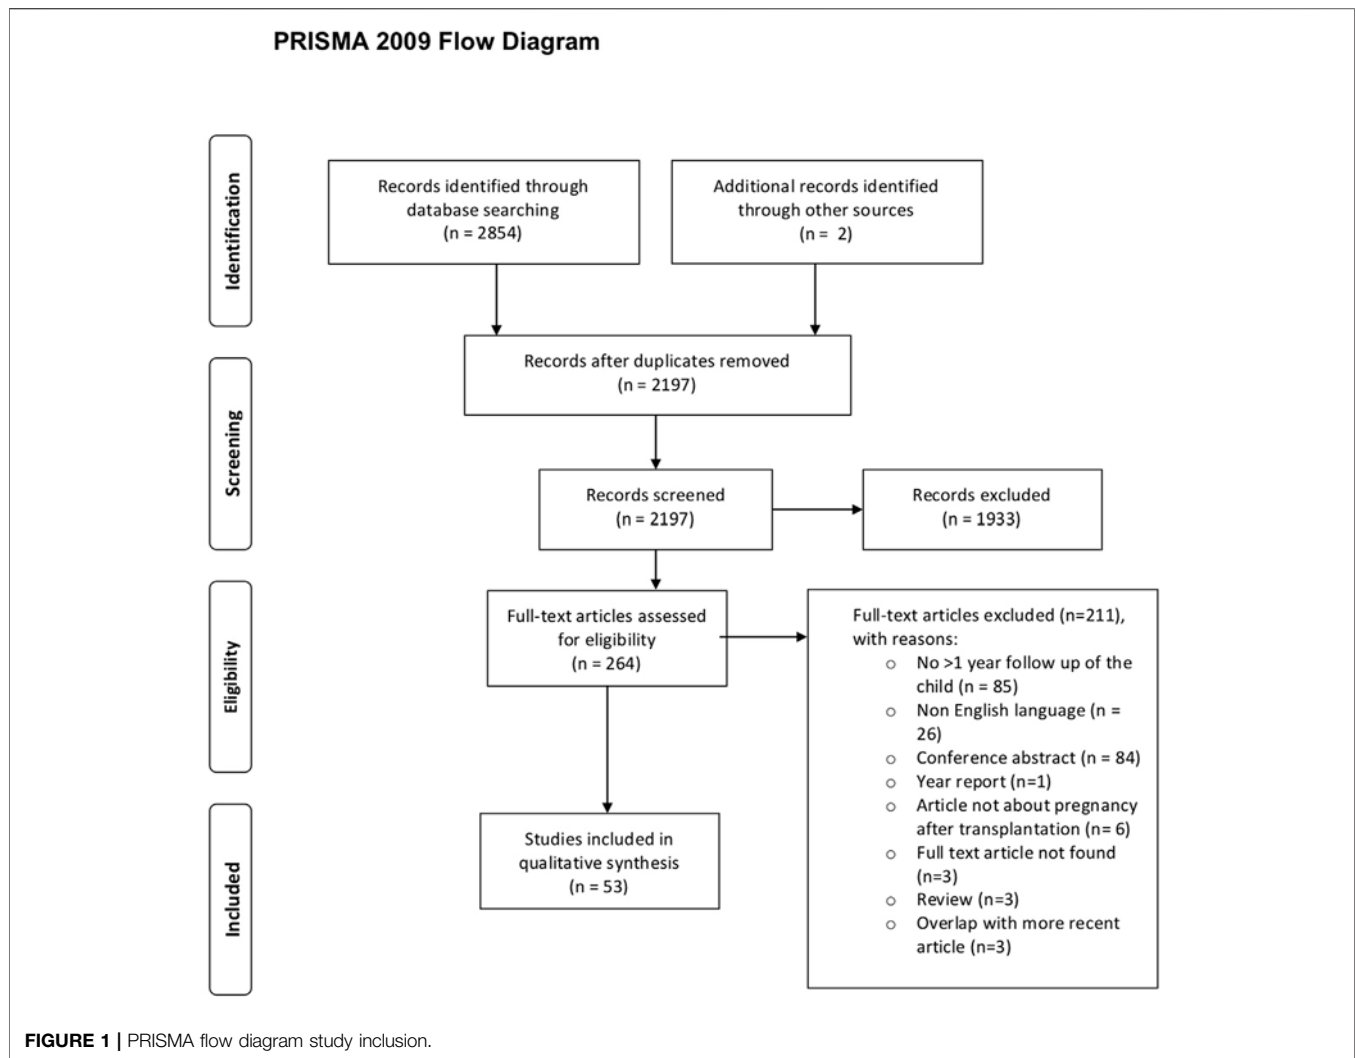 PRISMA 2009 Flow Diagram
Identification
Records identified through
database searching
(n = 2854)
Additional records identified
through other sources
(n = 2)
Records after duplicates removed
(n = 2197)
Screening
Records screened
(n = 2197)
Records excluded
(n = 1933)
Eligibility
Full-text articles assessed
for eligibility
(n = 264)
Full-text articles excluded (n=211),
with reasons:
o No >1 year follow up of the
child (n = 85)
o Non English language (n =
26)
o Conference abstract (n = 84)
o Year report (n=1)
o Article not about pregnancy
after transplantation (n= 6)
o Full text article not found
(n=3)
o Review (n=3)
o Overlap with more recent
article (n=3)
Included
Studies included in
qualitative synthesis
(n = 53)
FIGURE 1 | PRISMA flow diagram study inclusion.